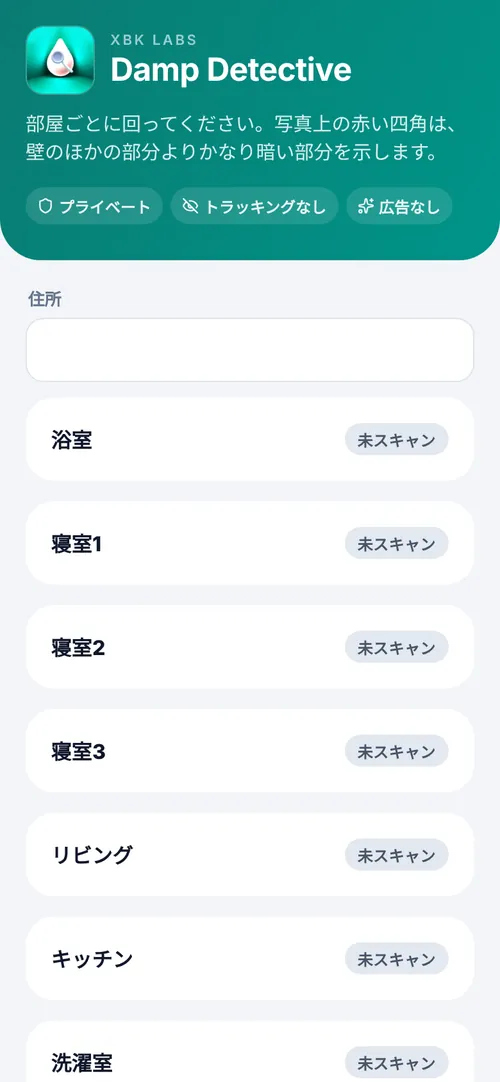 XBK LABS
Damp Detective
部屋ごとに回ってください。写真上の赤い四角は、
壁のほかの部分よりかなり暗い部分を示します。
プライベート トラッキングなし 広告なし
住所
浴室 未スキャン
寝室1 未スキャン
寝室2 未スキャン
寝室3 未スキャン
リビング 未スキャン
キッチン 未スキャン
洗濯室 未スキャン